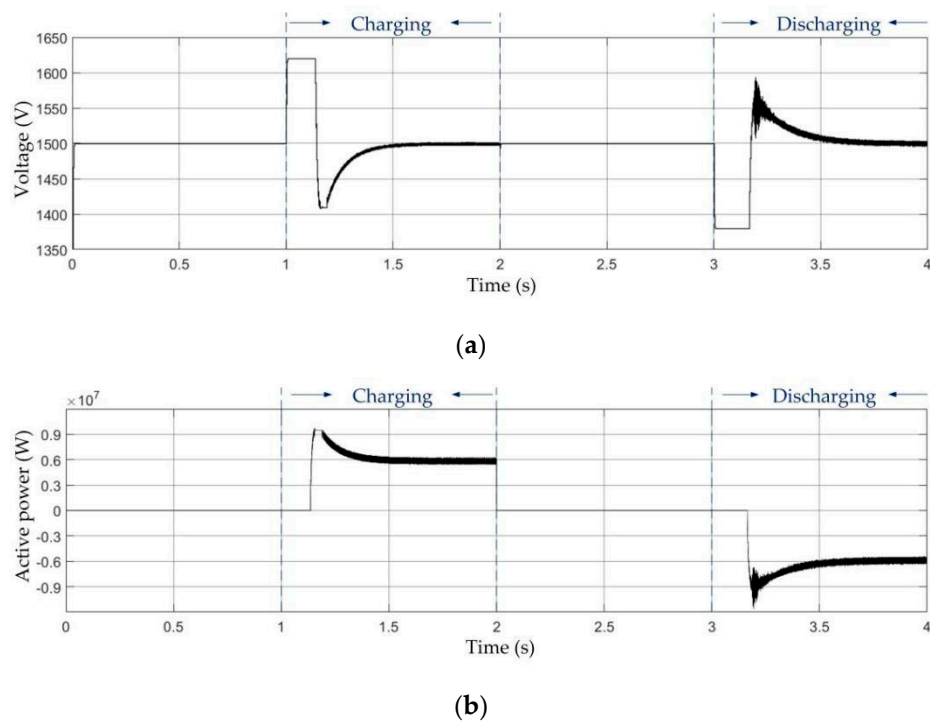 Charging Discharging
1650
1600
1550
1500
1450
1400
1350
Voltage (V)
0 0.5 1 1.5 2 2.5 3 3.5 4
Time (s)
(a)
Charging Discharging
×10⁷
0.9
0.6
0.3
0
-0.3
-0.6
-0.9
Active power (W)
0 0.5 1 1.5 2 2.5 3 3.5 4
Time (s)
(b)